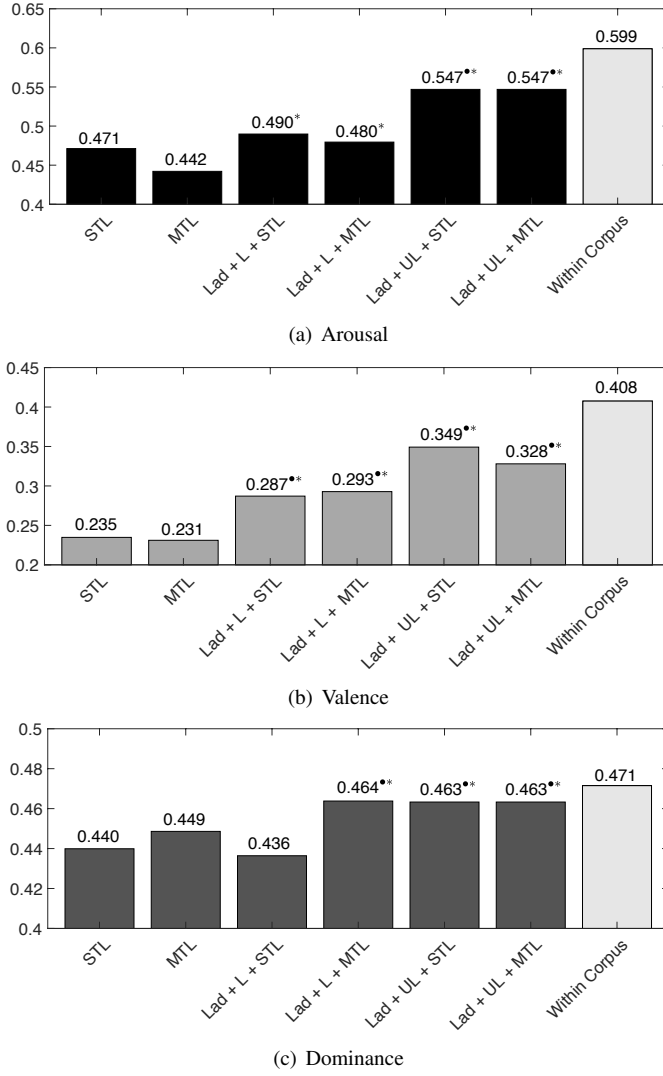 0.65
0.6
0.55
0.5
0.45
0.4
0.471
0.442
0.490*
0.480*
0.547•*
0.547•*
0.599
STL
MTL
Lad + L + STL
Lad + L + MTL
Lad + UL + STL
Lad + UL + MTL
Within Corpus
(a) Arousal
0.45
0.4
0.35
0.3
0.25
0.2
0.235
0.231
0.287•*
0.293•*
0.349•*
0.328•*
0.408
STL
MTL
Lad + L + STL
Lad + L + MTL
Lad + UL + STL
Lad + UL + MTL
Within Corpus
(b) Valence
0.5
0.48
0.46
0.44
0.42
0.4
0.440
0.449
0.436
0.464•*
0.463•*
0.463•*
0.471
STL
MTL
Lad + L + STL
Lad + L + MTL
Lad + UL + STL
Lad + UL + MTL
Within Corpus
(c) Dominance